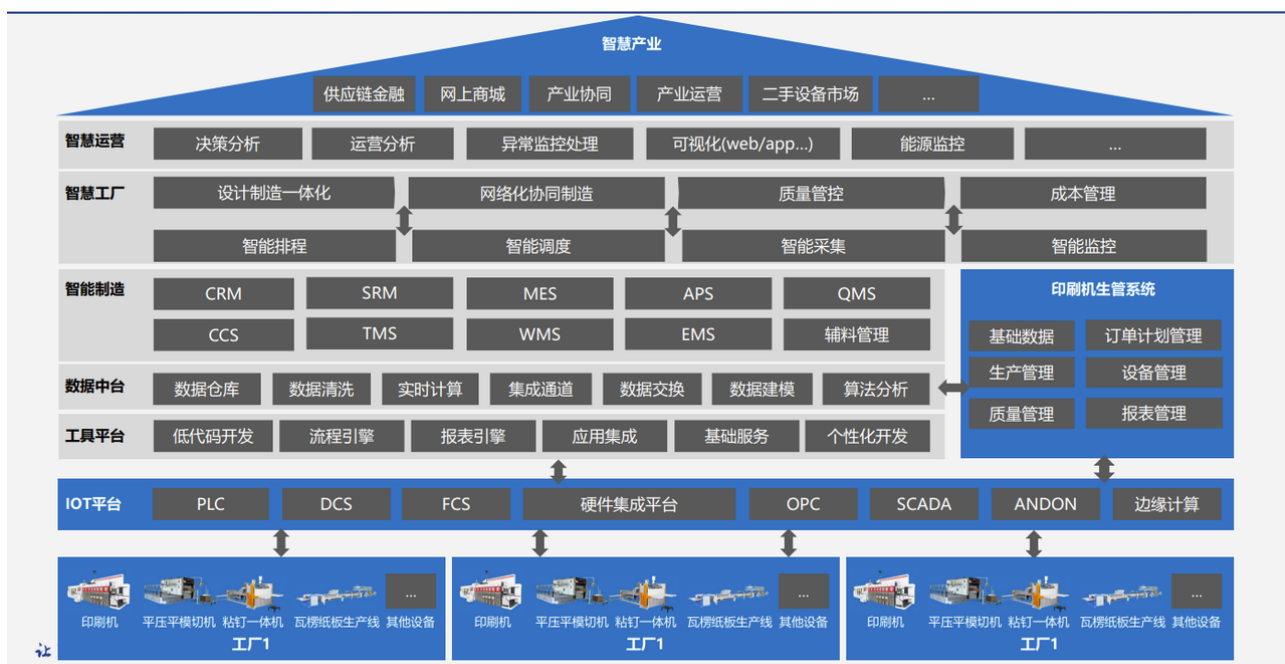 智慧产业
供应链金融 网上商城 产业协同 产业运营 二手设备市场 ...
智慧运营 决策分析 运营分析 异常监控处理 可视化(web/app...) 能源监控 ...
智慧工厂 设计制造一体化 网络化协同制造 质量管控 成本管理
智能排程 智能调度 智能采集 智能监控
智能制造 CRM SRM MES APS QMS
CCS TMS WMS EMS 辅料管理
印刷机生管系统
基础数据 订单计划管理
生产管理 设备管理
质量管理 报表管理
数据中台 数据仓库 数据清洗 实时计算 集成通道 数据交换 数据建模 算法分析
工具平台 低代码开发 流程引擎 报表引擎 应用集成 基础服务 个性化开发
IOT平台 PLC DCS FCS 硬件集成平台 OPC SCADA ANDON 边缘计算
... ... ...
印刷机 平压平模切机 粘钉一体机 瓦楞纸板生产线 其他设备 印刷机 平压平模切机 粘钉一体机 瓦楞纸板生产线 其他设备 印刷机 平压平模切机 粘钉一体机 瓦楞纸板生产线 其他设备
工厂1 工厂1 工厂1